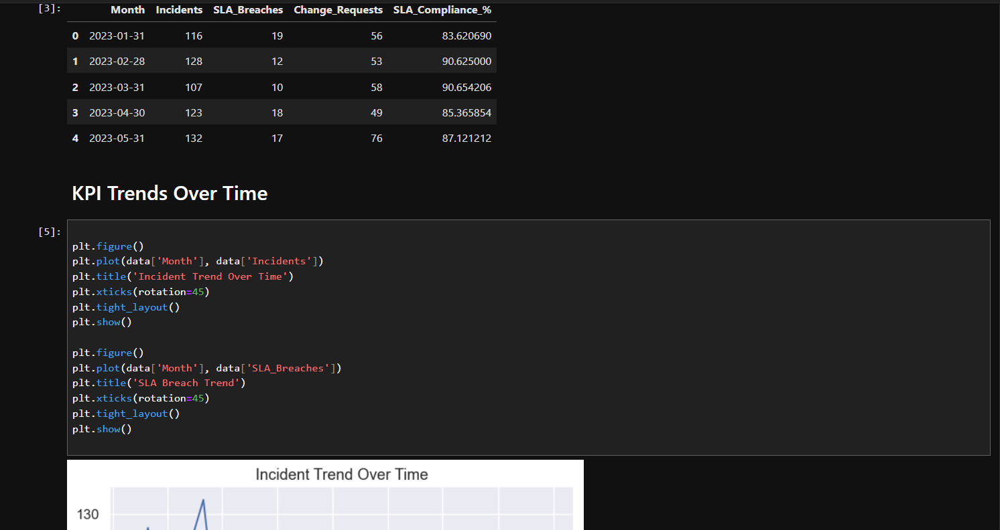 [3]: Month Incidents SLA_Breaches Change_Requests SLA_Compliance_%
0 2023-01-31 116 19 56 83.620690
1 2023-02-28 128 12 53 90.625000
2 2023-03-31 107 10 58 90.654206
3 2023-04-30 123 18 49 85.365854
4 2023-05-31 132 17 76 87.121212
KPI Trends Over Time
[5]:
plt.figure()
plt.plot(data['Month'], data['Incidents'])
plt.title('Incident Trend Over Time')
plt.xticks(rotation=45)
plt.tight_layout()
plt.show()
plt.figure()
plt.plot(data['Month'], data['SLA_Breaches'])
plt.title('SLA Breach Trend')
plt.xticks(rotation=45)
plt.tight_layout()
plt.show()
Incident Trend Over Time
130